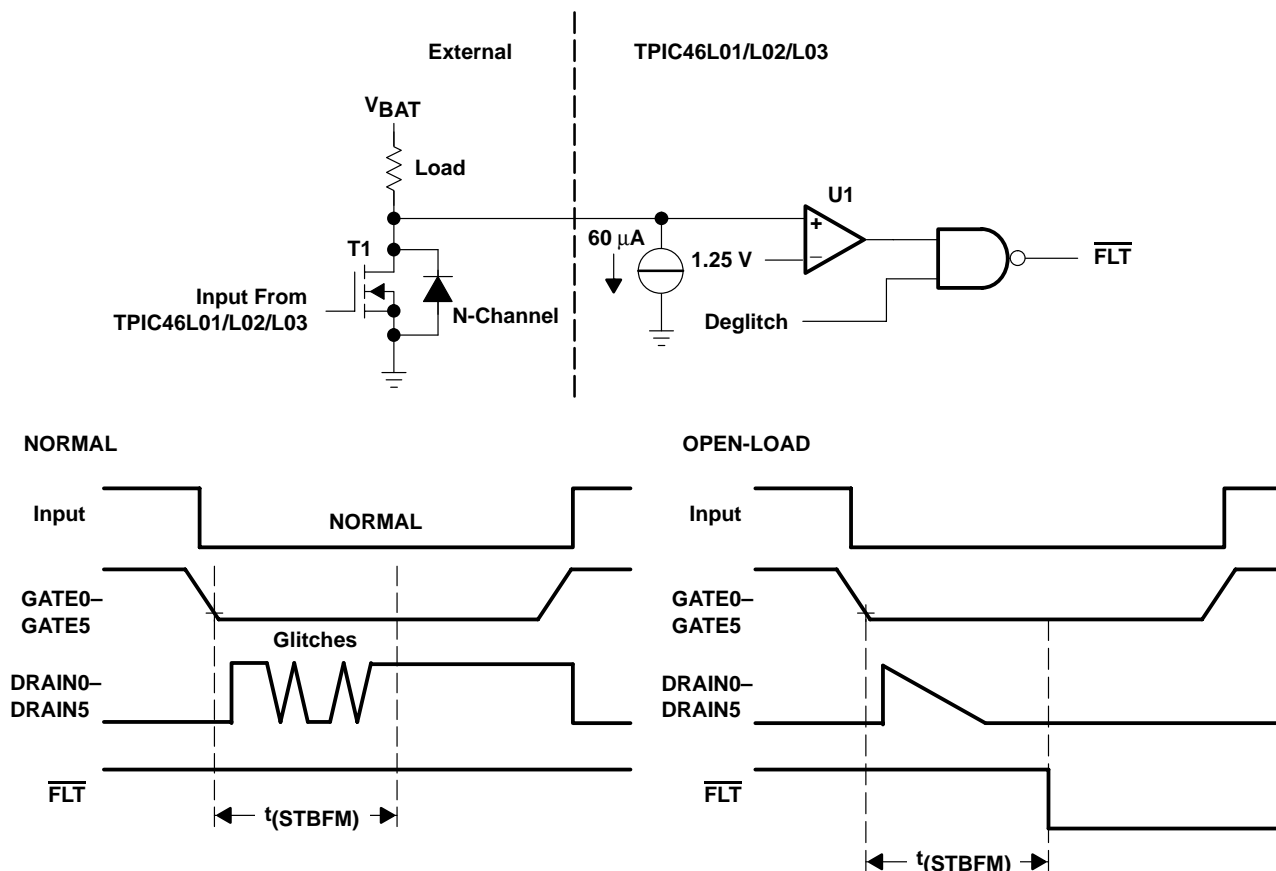 External
TPIC46L01/L02/L03
VBAT
Load
U1
T1
60 μA
+
1.25 V
–
FLT
Input From
TPIC46L01/L02/L03
N-Channel
Deglitch
NORMAL
Input
NORMAL
GATE0–
GATE5
Glitches
DRAIN0–
DRAIN5
FLT
t(STBFM)
OPEN-LOAD
Input
GATE0–
GATE5
DRAIN0–
DRAIN5
FLT
t(STBFM)